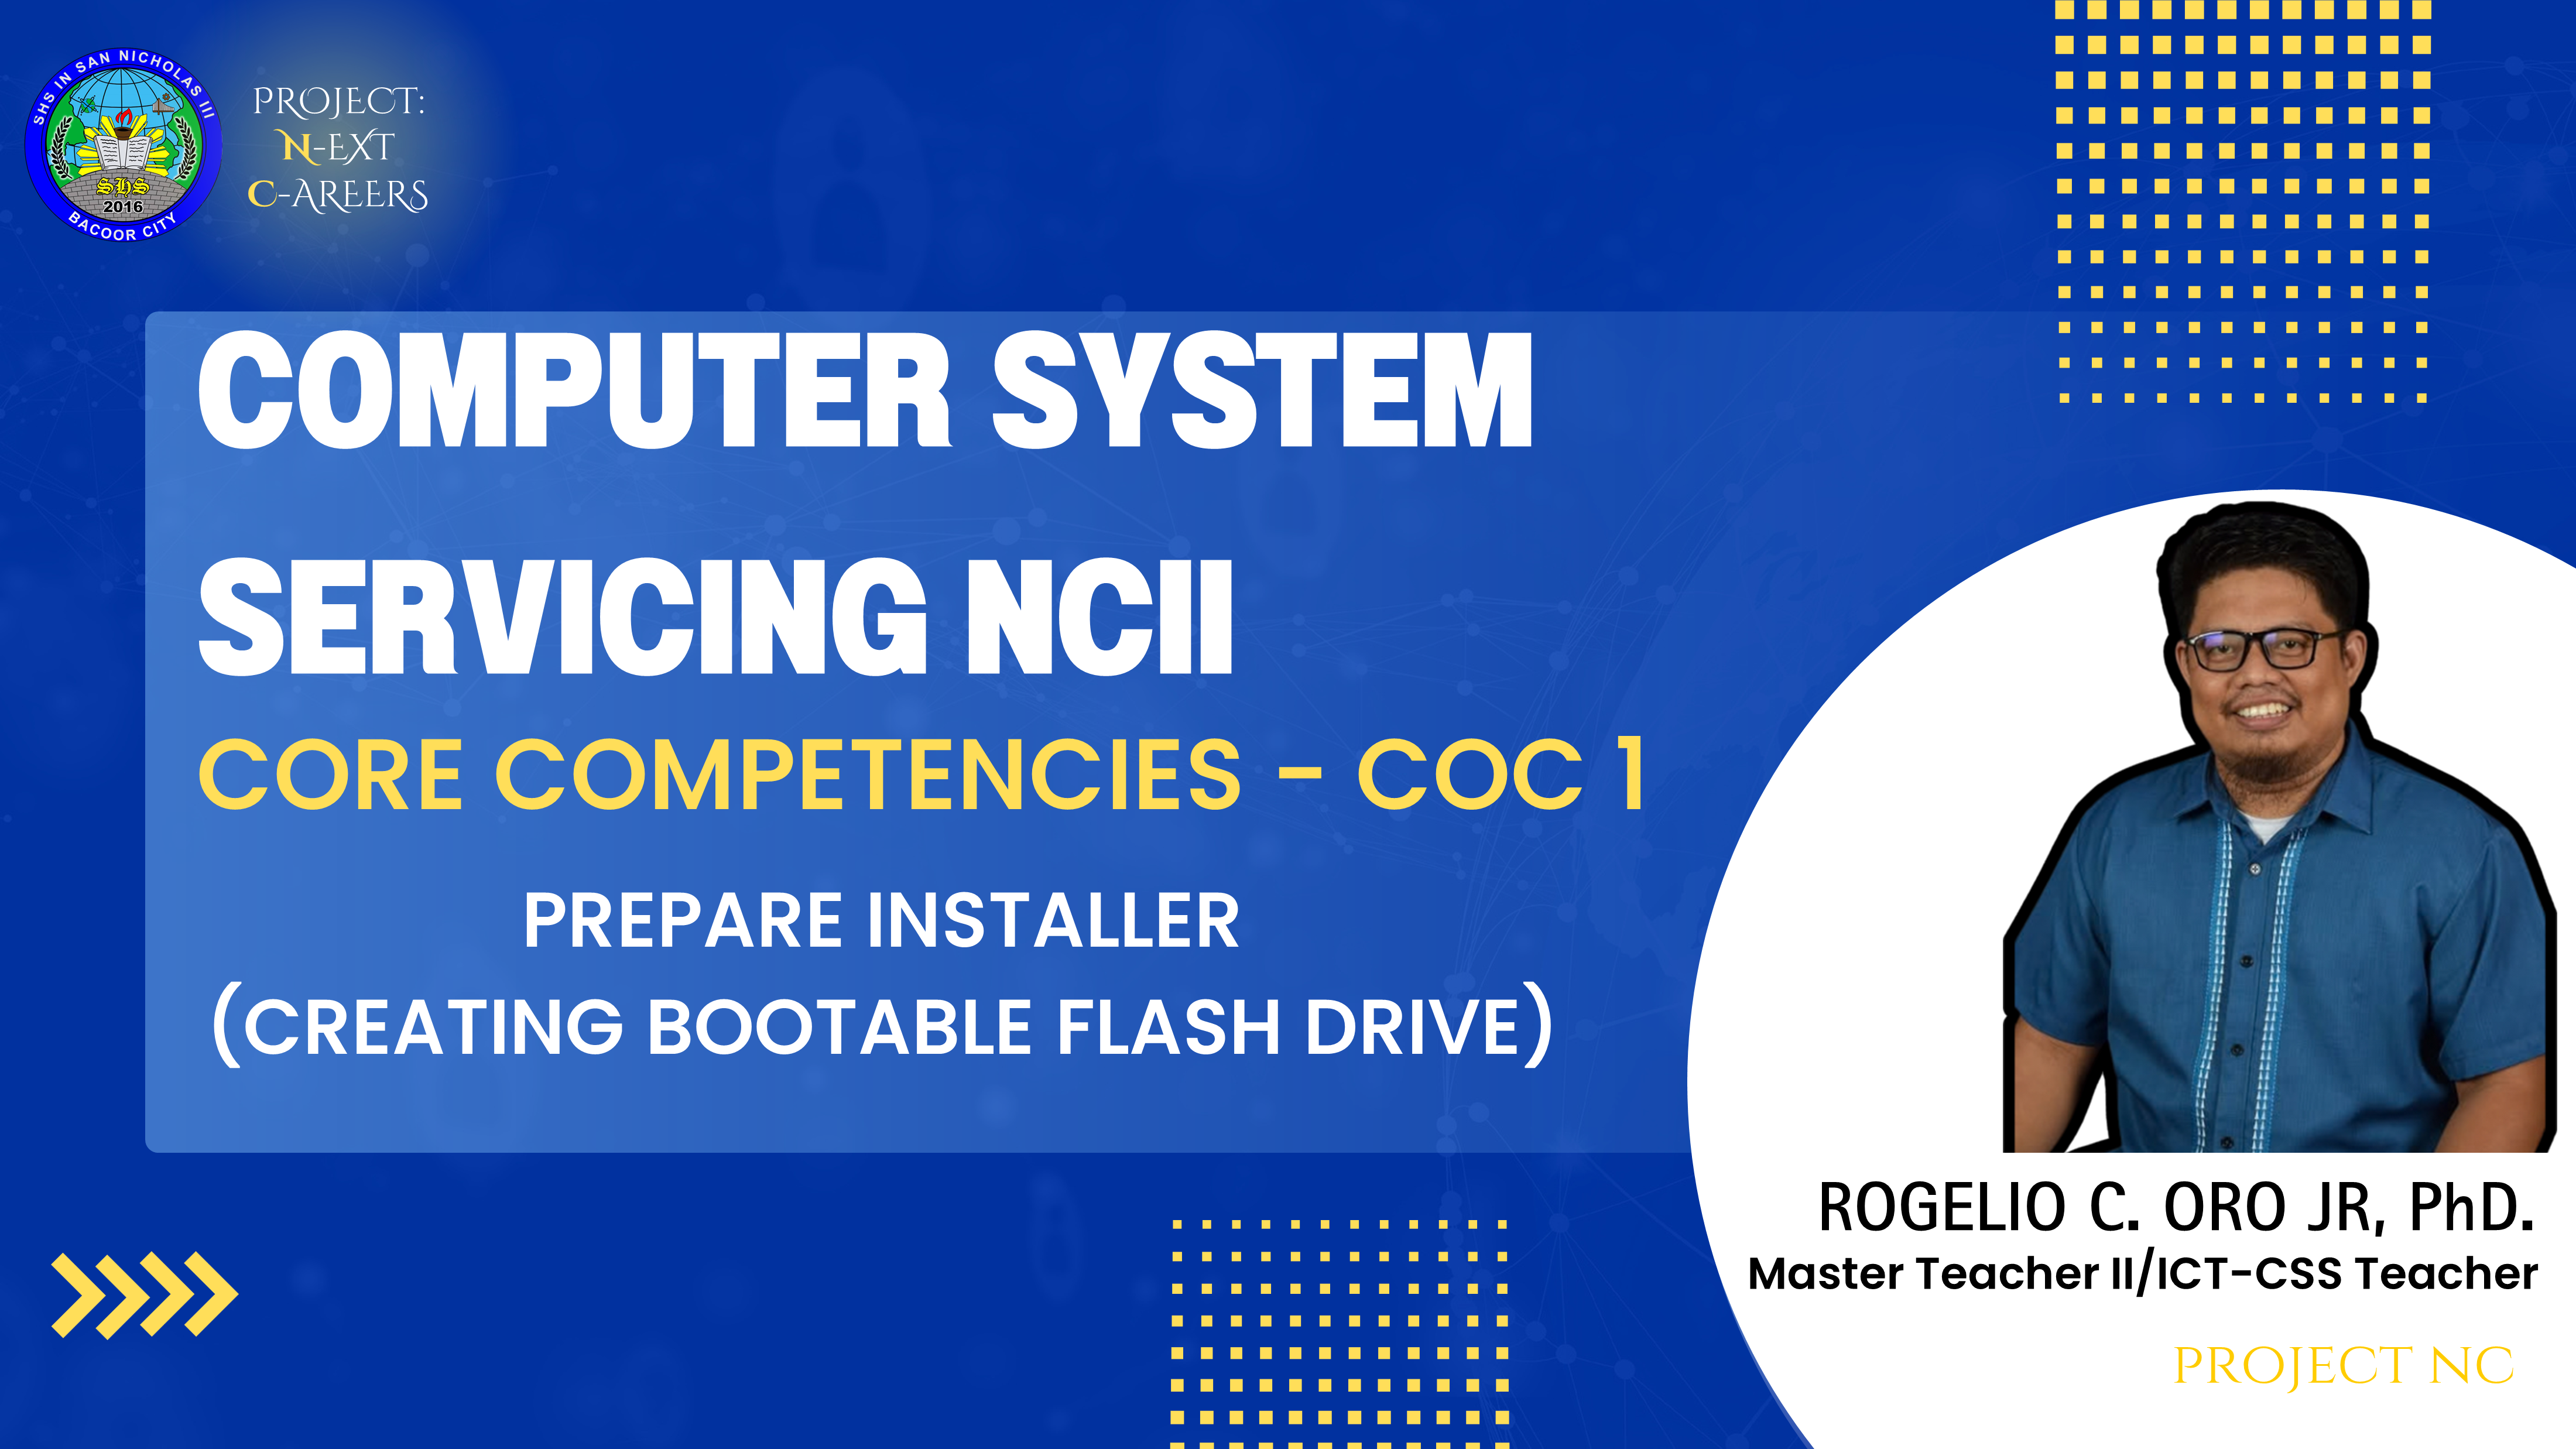 SHS IN SAN NICHOLAS III
SHS
2016
BACOOR CITY
PROJECT:
N-EXT
C-AREERS
COMPUTER SYSTEM
SERVICING NCII
CORE COMPETENCIES - COC 1
PREPARE INSTALLER
(CREATING BOOTABLE FLASH DRIVE)
ROGELIO C. ORO JR, PhD.
Master Teacher II/ICT-CSS Teacher
PROJECT NC